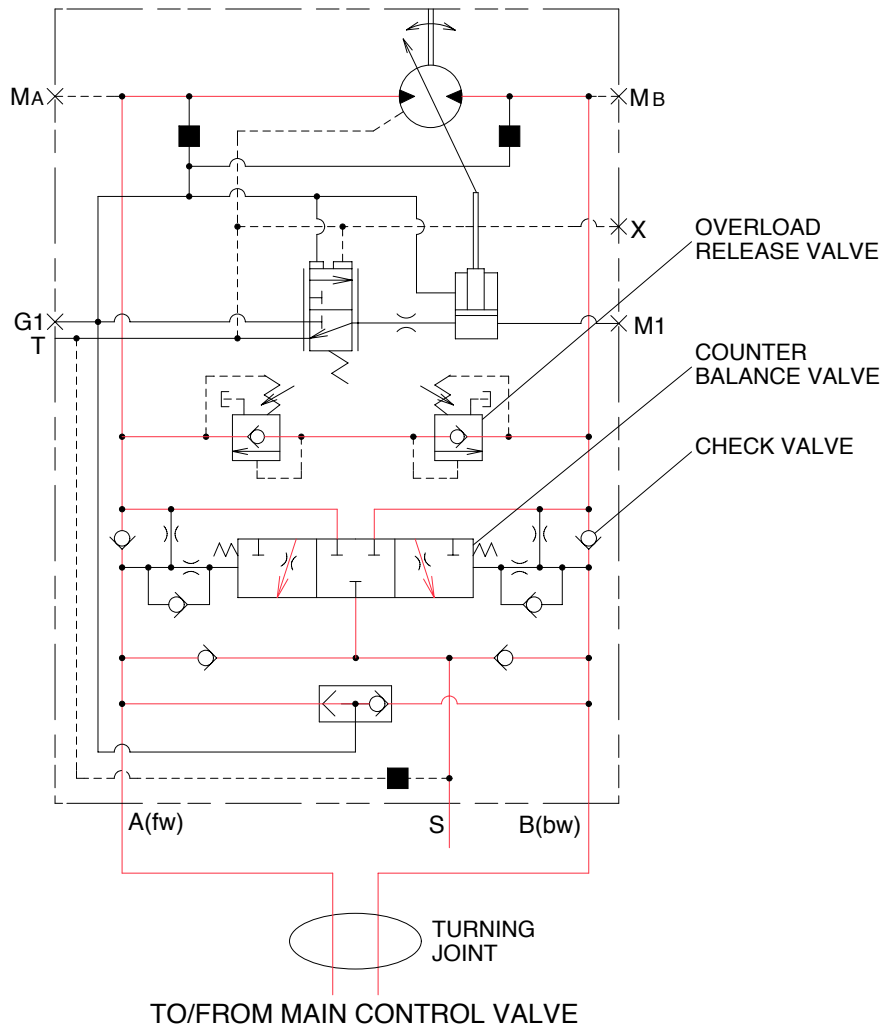 MA
MB
X
OVERLOAD
RELEASE VALVE
G1
T
M1
COUNTER
BALANCE VALVE
CHECK VALVE
A(fw)
S
B(bw)
TURNING
JOINT
TO/FROM MAIN CONTROL VALVE